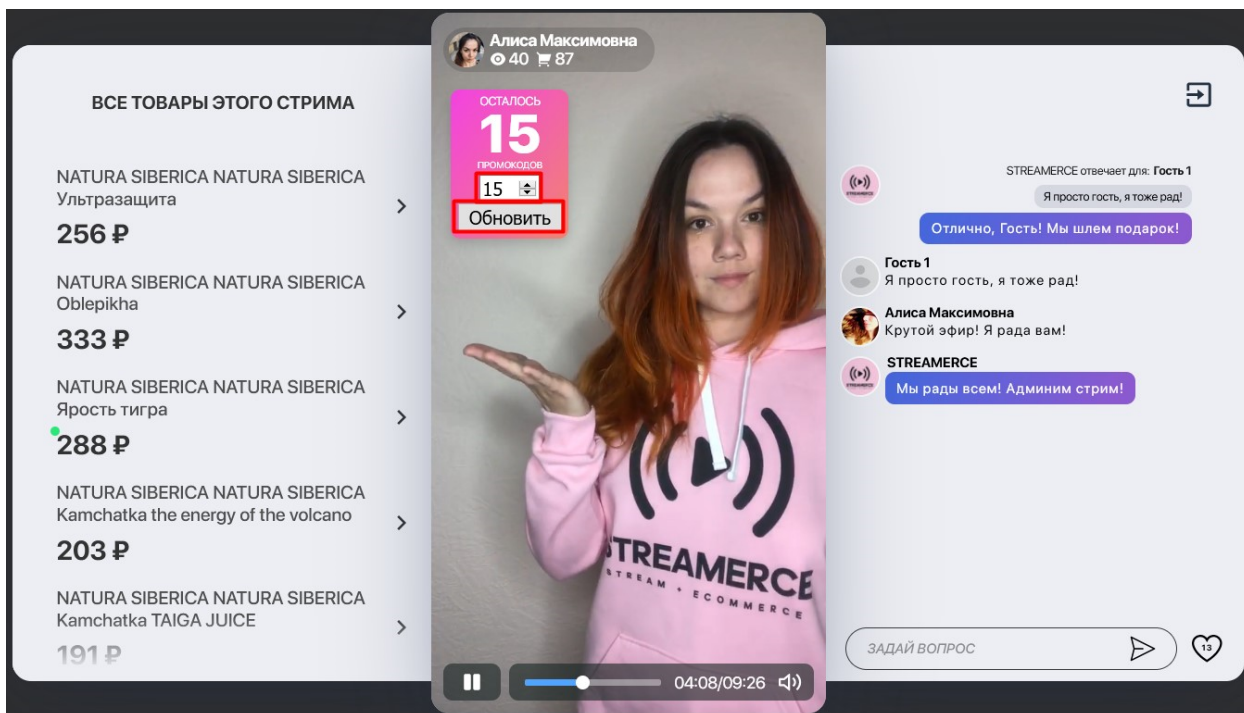 ВСЕ ТОВАРЫ ЭТОГО СТРИМА
NATURA SIBERICA NATURA SIBERICA
Ультразащита
256 ₽
NATURA SIBERICA NATURA SIBERICA
Oblepikha
333 ₽
NATURA SIBERICA NATURA SIBERICA
Ярость тигра
288 ₽
NATURA SIBERICA NATURA SIBERICA
Kamchatka the energy of the volcano
203 ₽
NATURA SIBERICA NATURA SIBERICA
Kamchatka TAIGA JUICE
191 ₽
Алиса Максимовна
40 87
ОСТАЛОСЬ
15
ПРОМОКОДОВ
15
Обновить
STREAMERCE
STREAM + ECOMMERCE
04:08/09:26
STREAMERCE отвечает для: Гость 1
Я просто гость, я тоже рад!
Отлично, Гость! Мы шлем подарок!
Гость 1
Я просто гость, я тоже рад!
Алиса Максимовна
Крутой эфир! Я рада вам!
STREAMERCE
Мы рады всем! Админим стрим!
ЗАДАЙ ВОПРОС
13